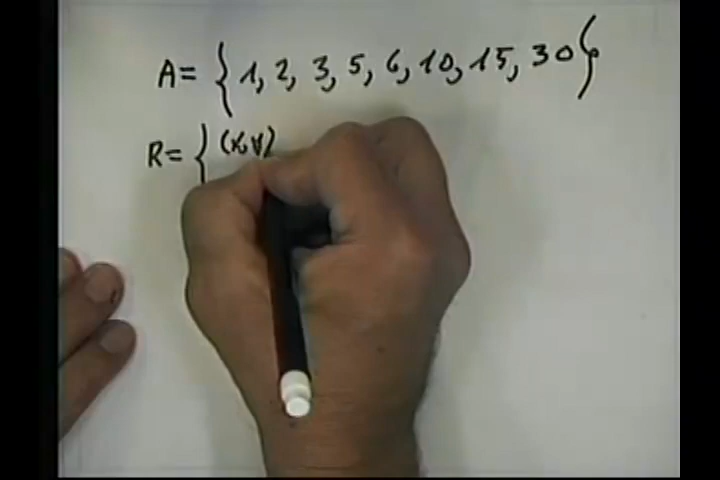 A= { 1, 2, 3, 5, 6, 10, 15, 30 }
R= { (x,y)